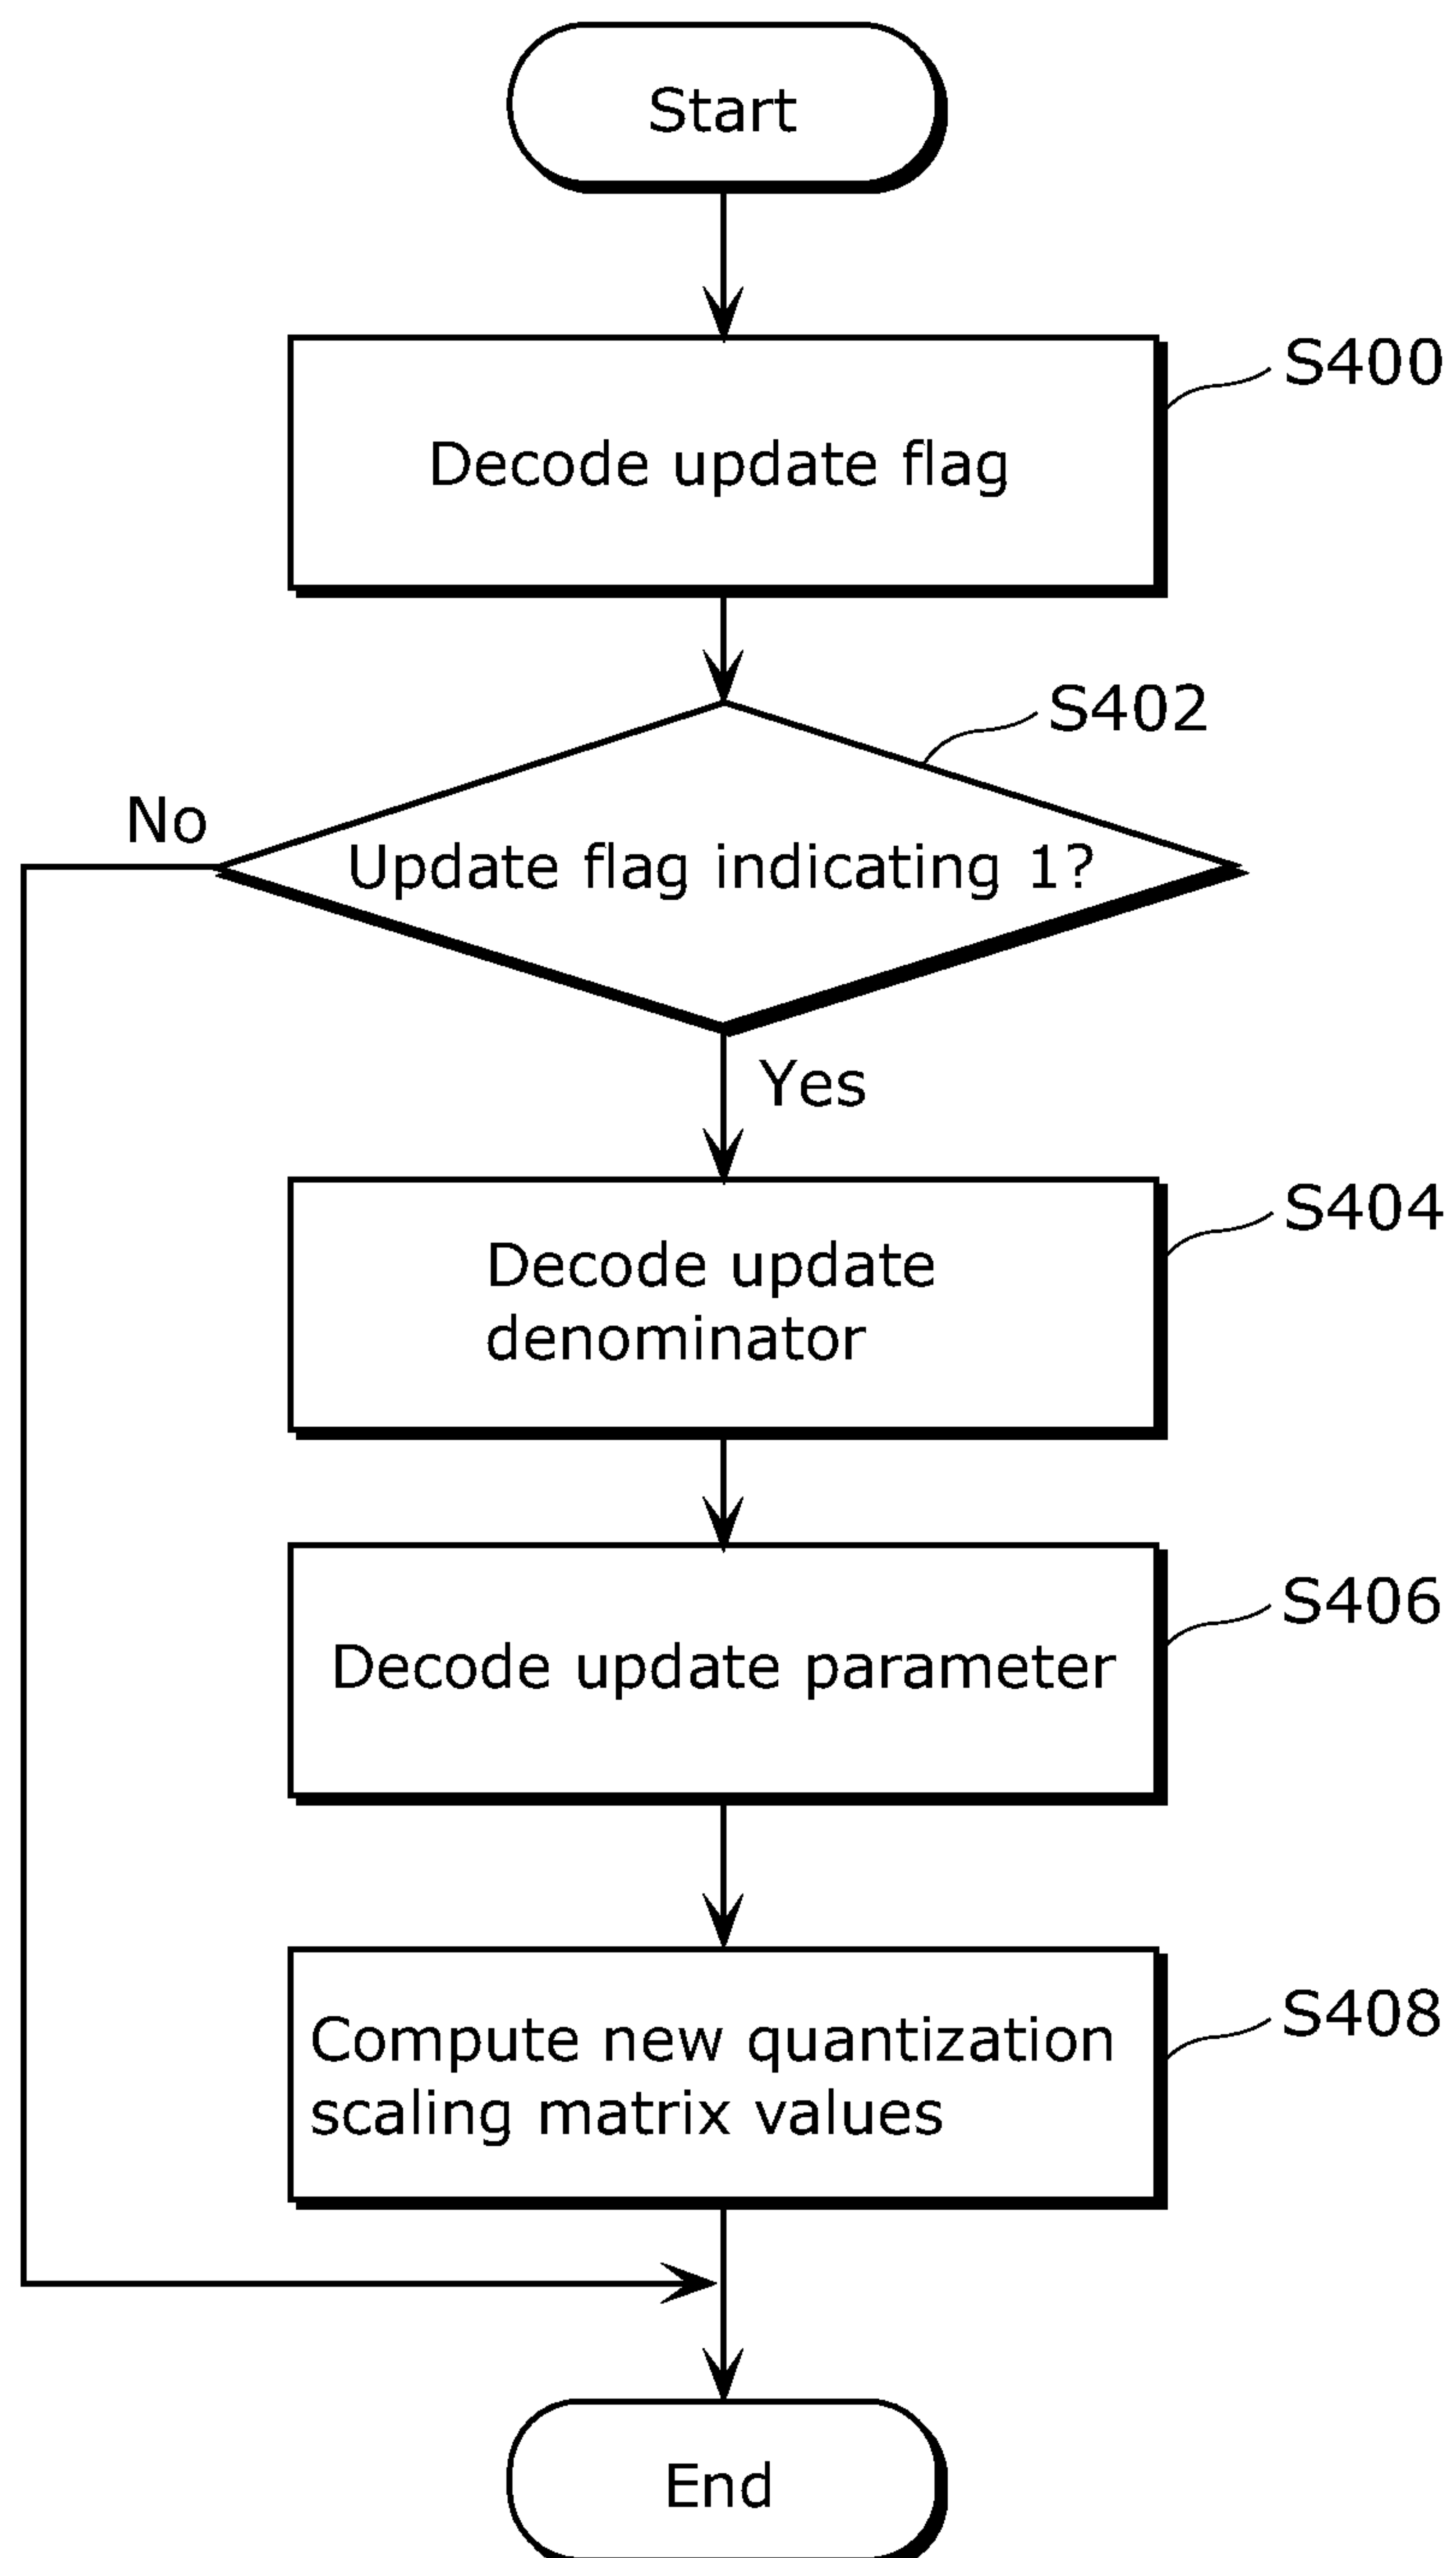 Start
Decode update flag
S400
S402
No
Update flag indicating 1?
Yes
Decode update
denominator
S404
Decode update parameter
S406
Compute new quantization
scaling matrix values
S408
End